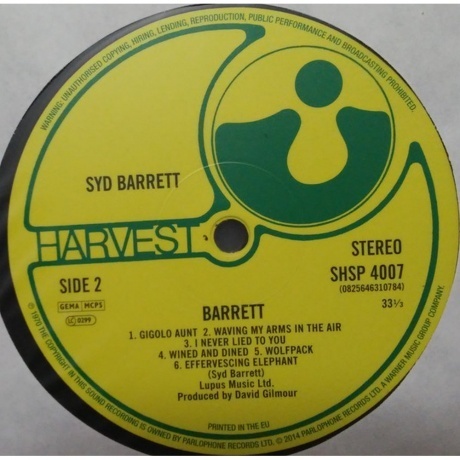 WARNING: UNAUTHORISED COPYING, HIRING, LENDING, REPRODUCTION, PUBLIC PERFORMANCE AND BROADCASTING PROHIBITED.
SYD BARRETT
HARVEST
STEREO
SIDE 2
SHSP 4007
(0825646310784)
GEMA MCPS
LC 0299
33⅓
BARRETT
1. GIGOLO AUNT 2. WAVING MY ARMS IN THE AIR
3. I NEVER LIED TO YOU
4. WINED AND DINED 5. WOLFPACK
6. EFFERVESCING ELEPHANT
(Syd Barrett)
Lupus Music Ltd.
Produced by David Gilmour
PRINTED IN THE EU
℗ 1970 THE COPYRIGHT IN THIS SOUND RECORDING IS OWNED BY PARLOPHONE RECORDS LTD. © 2014 PARLOPHONE RECORDS LTD. A WARNER MUSIC GROUP COMPANY.